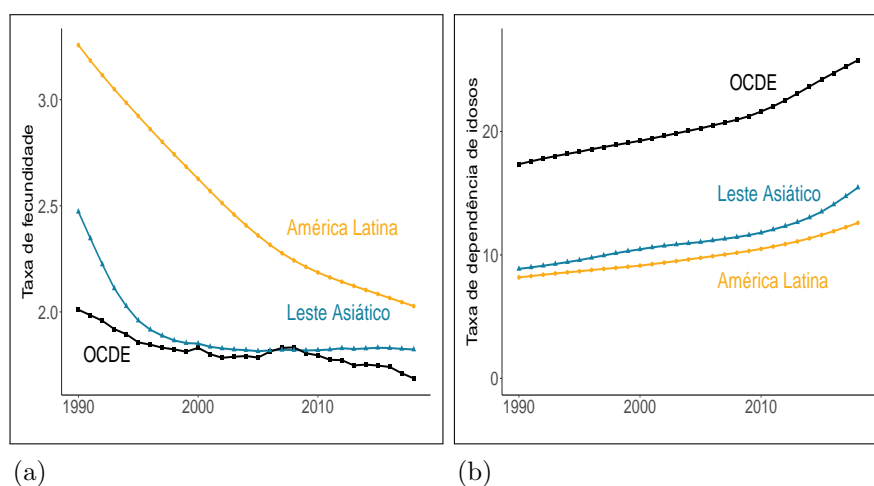 Taxa de fecundidade
3.0
2.5
2.0
1990
2000
2010
América Latina
Leste Asiático
OCDE
(a)
Taxa de dependência de idosos
20
10
0
1990
2000
2010
OCDE
Leste Asiático
América Latina
(b)